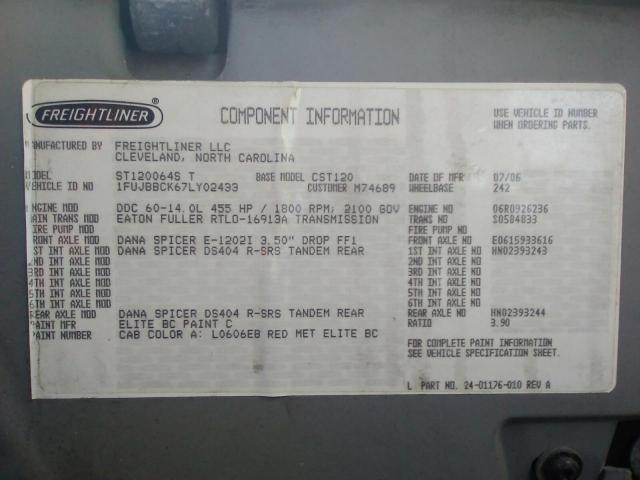 FREIGHTLINER® COMPONENT INFORMATION USE VEHICLE ID NUMBER
WHEN ORDERING PARTS.
MANUFACTURED BY FREIGHTLINER LLC
CLEVELAND, NORTH CAROLINA
MODEL ST120064S T BASE MODEL CST120 DATE OF MFR 07/06
VEHICLE ID NUMBER 1FUJBBCK67LY02433 CUSTOMER M74689 WHEELBASE 242
ENGINE MOD DDC 60-14.0L 455 HP / 1800 RPM; 2100 GOV ENGINE NO 06R0926236
MAIN TRANS MOD EATON FULLER RTLO-16913A TRANSMISSION TRANS NO S0584833
FIRE PUMP MOD FIRE PUMP NO
FRONT AXLE MOD DANA SPICER E-1202I 3.50" DROP FF1 FRONT AXLE NO E0615933616
1ST INT AXLE MOD DANA SPICER DS404 R-SRS TANDEM REAR 1ST INT AXLE NO HN02393243
2ND INT AXLE MOD 2ND INT AXLE NO
3RD INT AXLE MOD 3RD INT AXLE NO
4TH INT AXLE MOD 4TH INT AXLE NO
5TH INT AXLE MOD 5TH INT AXLE NO
6TH INT AXLE MOD 6TH INT AXLE NO
REAR AXLE MOD DANA SPICER DS404 R-SRS TANDEM REAR REAR AXLE NO HN02393244
PAINT MFR ELITE BC PAINT C RATIO 3.90
PAINT NUMBER CAB COLOR A: L0606EB RED MET ELITE BC
FOR COMPLETE PAINT INFORMATION
SEE VEHICLE SPECIFICATION SHEET.
L PART NO. 24-01176-010 REV A